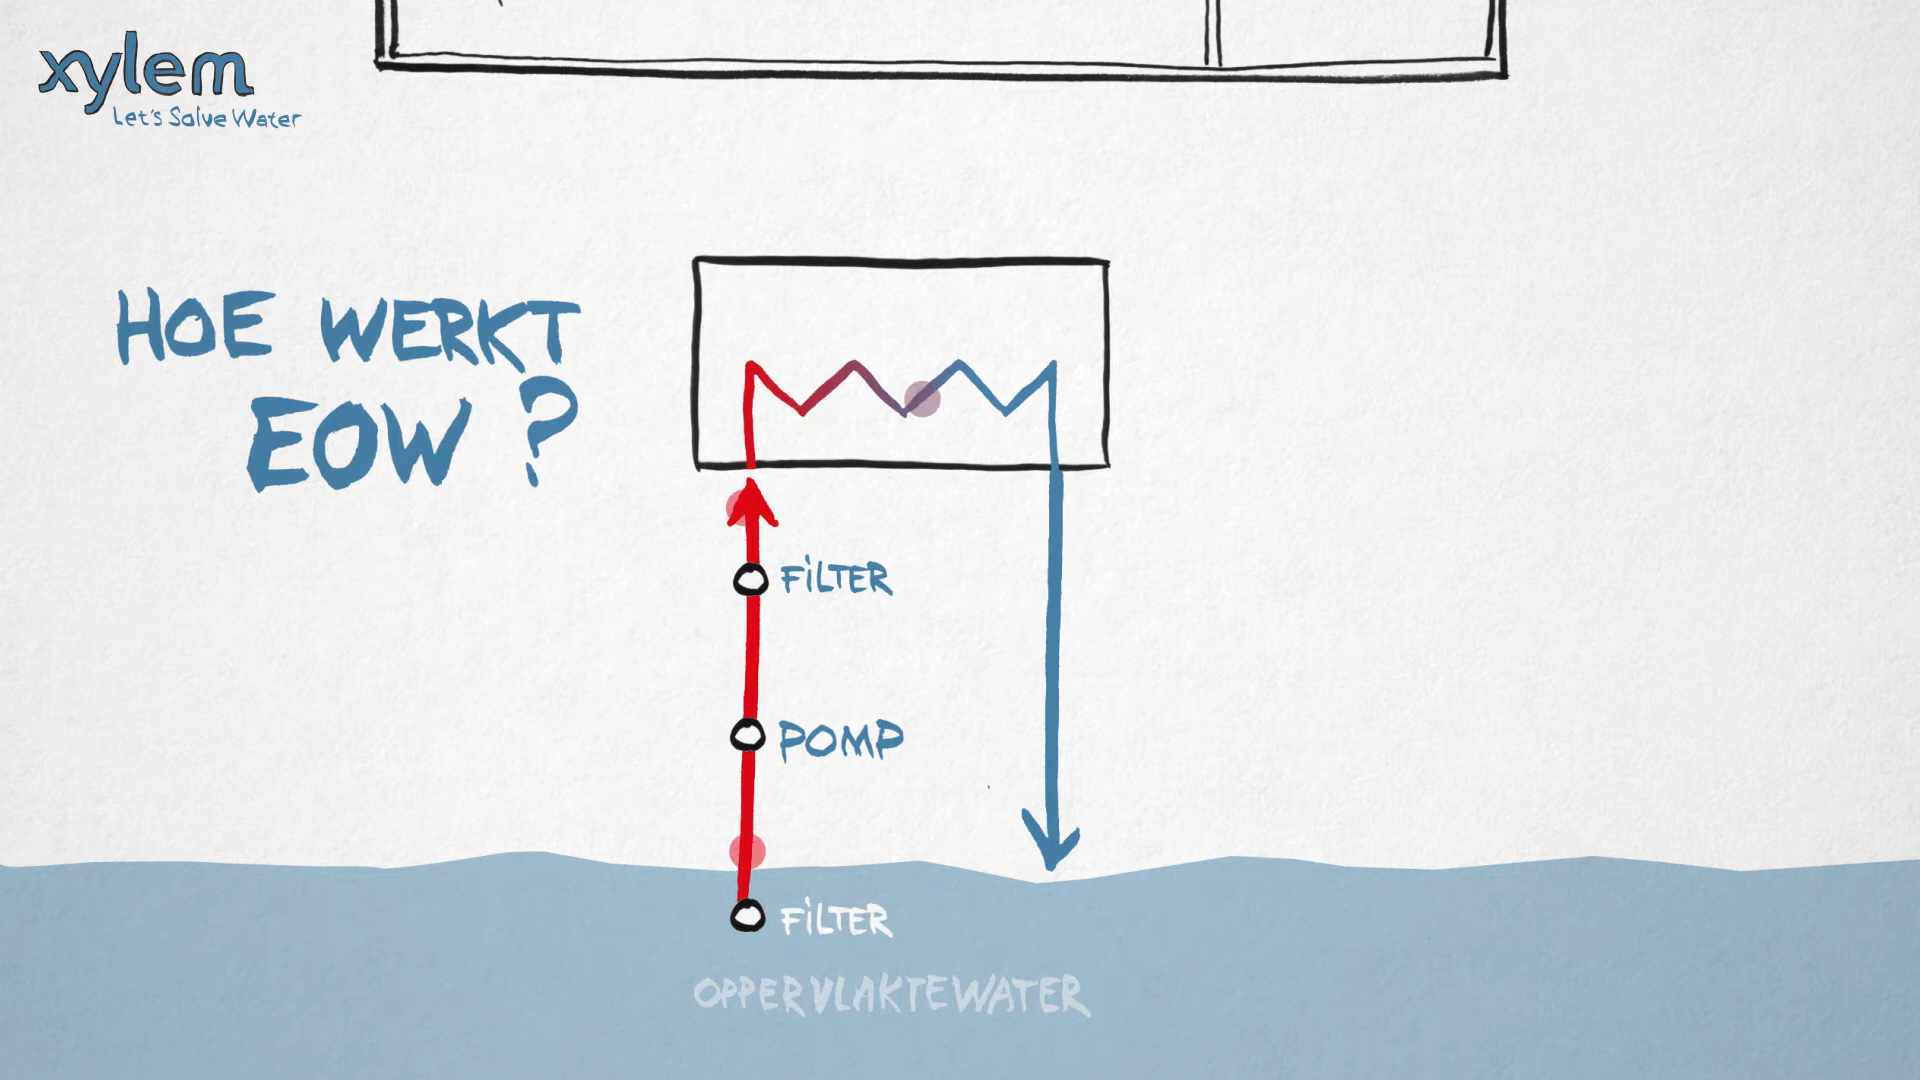 xylem
Let's Solve Water
HOE WERKT
EOW ?
FiLTER
POMP
FiLTER
OPPERVLAKTEWATER